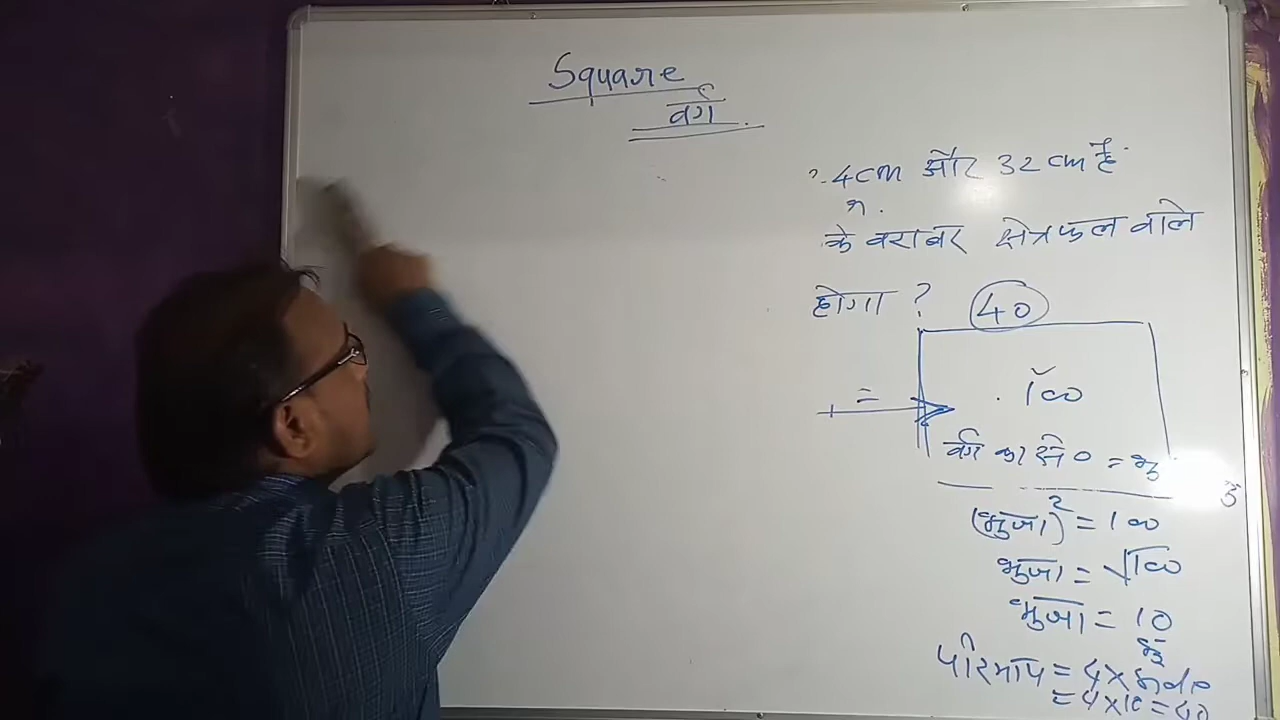 Square
वर्ग
4cm और 32 cm है
के बराबर क्षेत्रफल वाले
होगा ? 40
=
100
वर्ग का क्षे० = भु
(भुजा)² = 100
भुजा = √100
भुजा = 10
परिमाप = 4×
= 4×10 = 40